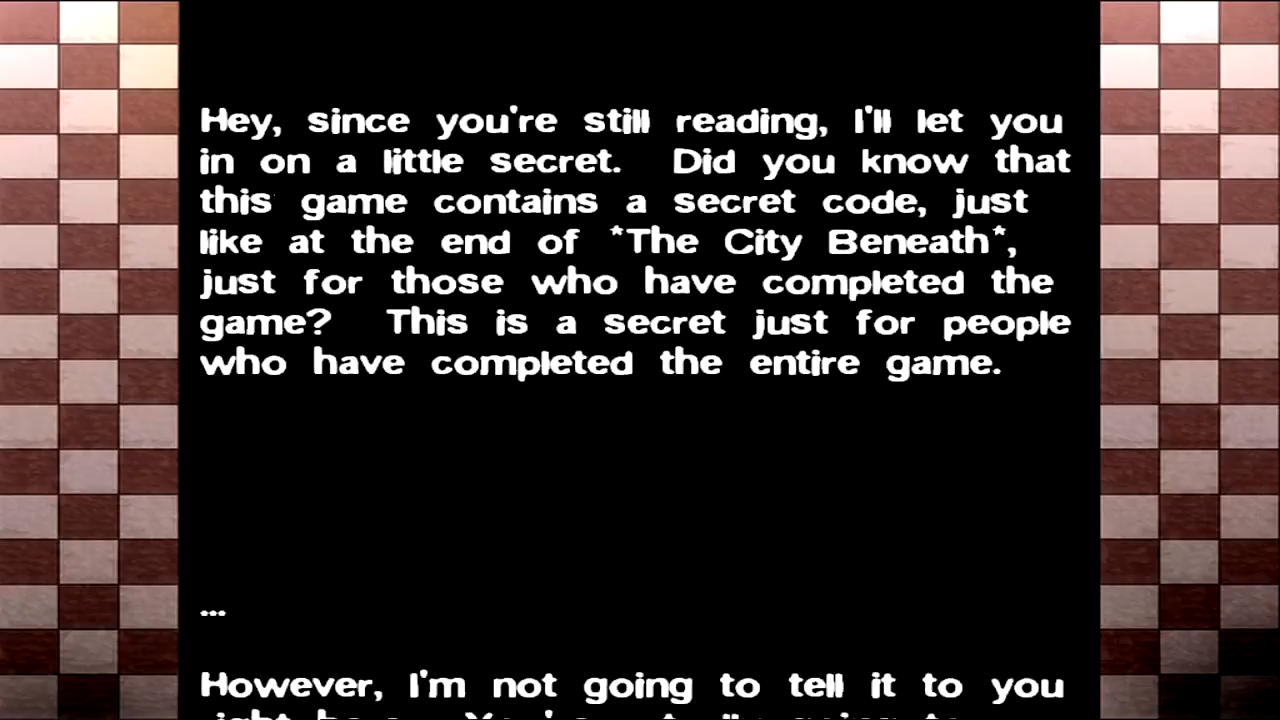 Hey, since you're still reading, I'll let you
in on a little secret.  Did you know that
this game contains a secret code, just
like at the end of *The City Beneath*,
just for those who have completed the
game?  This is a secret just for people
who have completed the entire game.
...
However, I'm not going to tell it to you